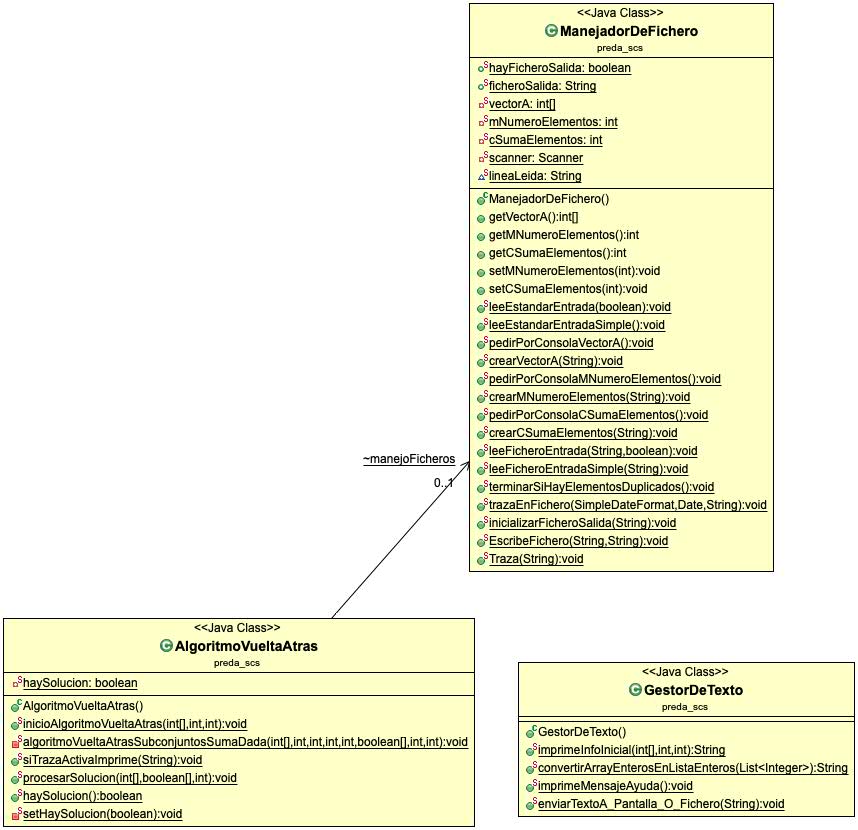 <<Java Class>>
ManejadorDeFichero
preda_scs
hayFicheroSalida: boolean
ficheroSalida: String
vectorA: int[]
mNumeroElementos: int
cSumaElementos: int
scanner: Scanner
lineaLeida: String
ManejadorDeFichero()
getVectorA():int[]
getMNumeroElementos():int
getCSumaElementos():int
setMNumeroElementos(int):void
setCSumaElementos(int):void
leeEstandarEntrada(boolean):void
leeEstandarEntradaSimple():void
pedirPorConsolaVectorA():void
crearVectorA(String):void
pedirPorConsolaMNumeroElementos():void
crearMNumeroElementos(String):void
pedirPorConsolaCSumaElementos():void
crearCSumaElementos(String):void
leeFicheroEntrada(String,boolean):void
leeFicheroEntradaSimple(String):void
terminarSiHayElementosDuplicados():void
trazaEnFichero(SimpleDateFormat,Date,String):void
inicializarFicheroSalida(String):void
EscribeFichero(String,String):void
Traza(String):void
~manejoFicheros
0..1
<<Java Class>>
AlgoritmoVueltaAtras
preda_scs
haySolucion: boolean
AlgoritmoVueltaAtras()
inicioAlgoritmoVueltaAtras(int[],int,int):void
algoritmoVueltaAtrasSubconjuntosSumaDada(int[],int,int,int,int,boolean[],int,int):void
siTrazaActivaImprime(String):void
procesarSolucion(int[],boolean[],int):void
haySolucion():boolean
setHaySolucion(boolean):void
<<Java Class>>
GestorDeTexto
preda_scs
GestorDeTexto()
imprimeInfoInicial(int[],int,int):String
convertirArrayEnterosEnListaEnteros(List<Integer>):String
imprimeMensajeAyuda():void
enviarTextoA_Pantalla_O_Fichero(String):void